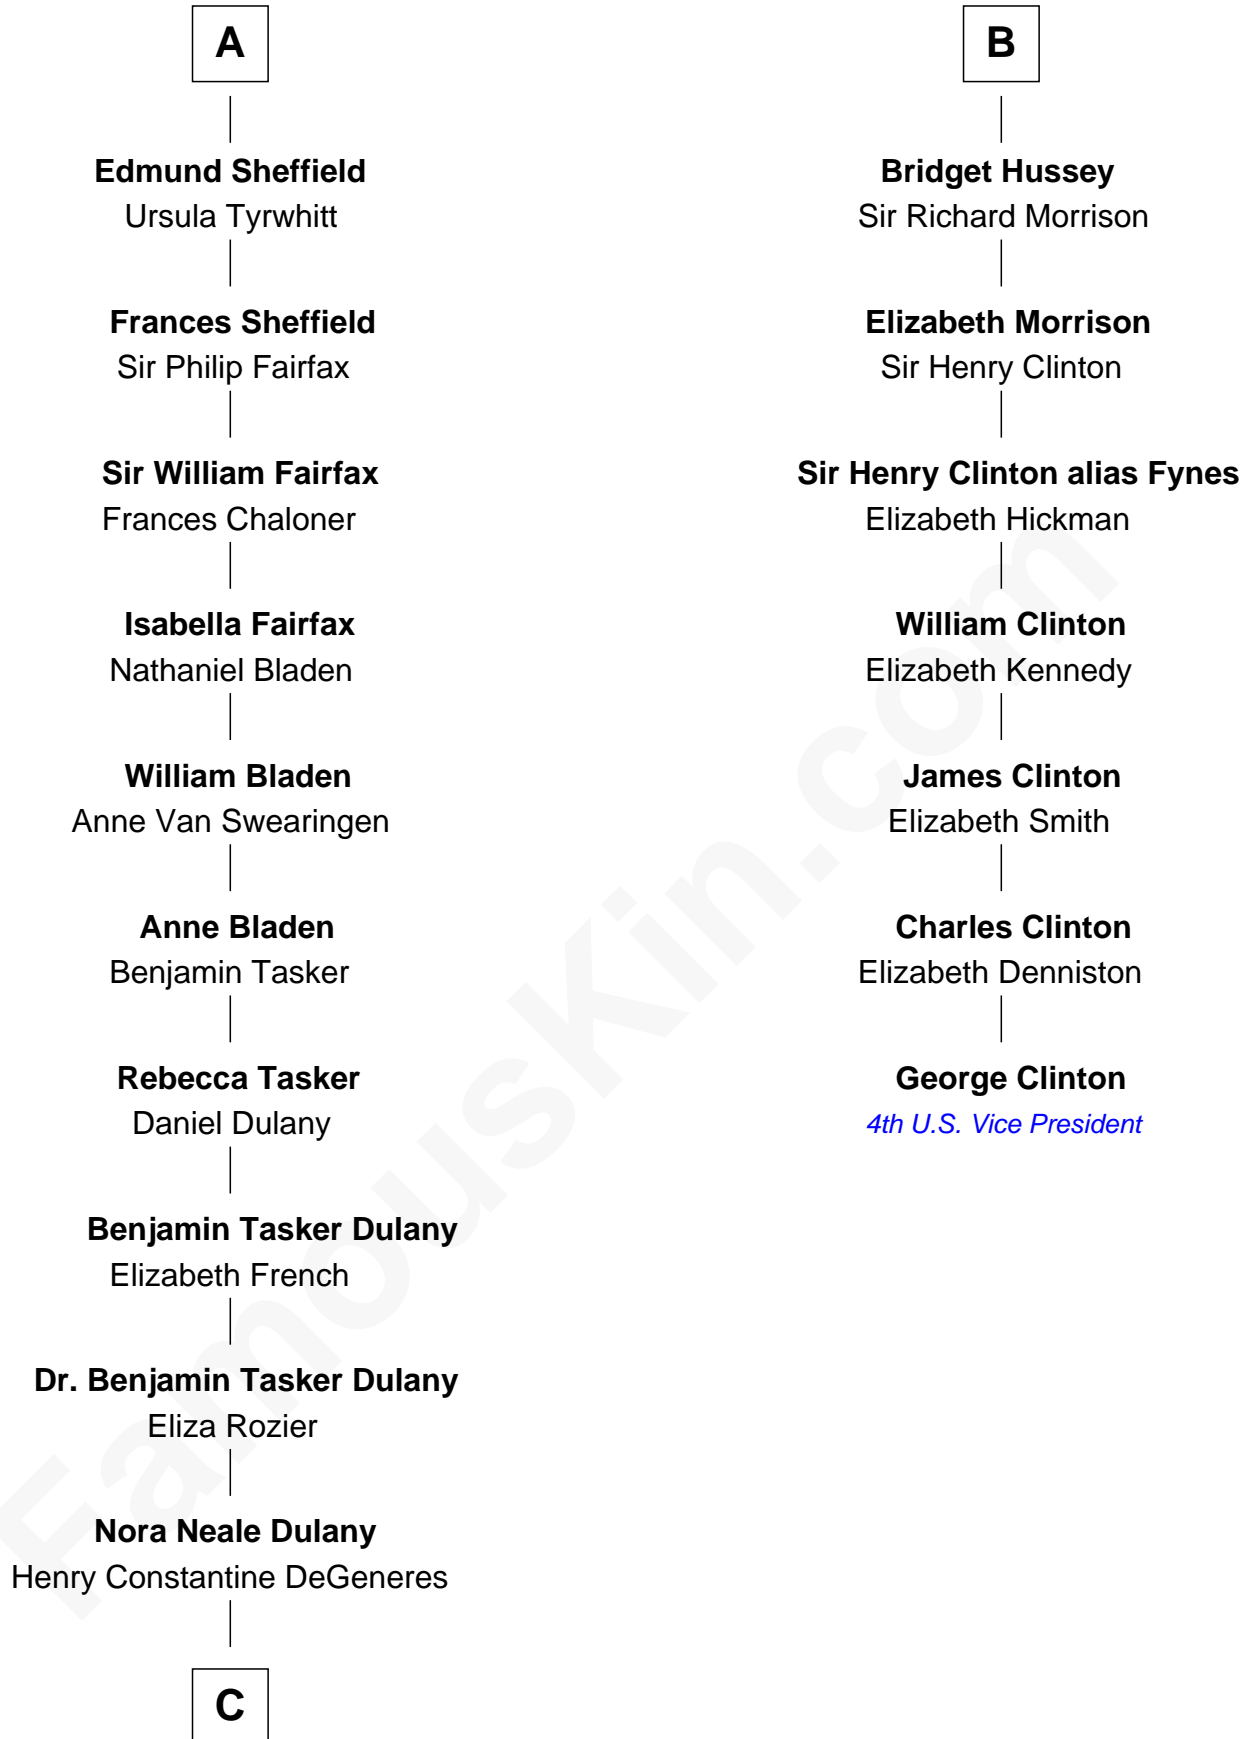 A
Edmund Sheffield
Ursula Tyrwhitt
Frances Sheffield
Sir Philip Fairfax
Sir William Fairfax
Frances Chaloner
Isabella Fairfax
Nathaniel Bladen
William Bladen
Anne Van Swearingen
Anne Bladen
Benjamin Tasker
Rebecca Tasker
Daniel Dulany
Benjamin Tasker Dulany
Elizabeth French
Dr. Benjamin Tasker Dulany
Eliza Rozier
Nora Neale Dulany
Henry Constantine DeGeneres
C
B
Bridget Hussey
Sir Richard Morrison
Elizabeth Morrison
Sir Henry Clinton
Sir Henry Clinton alias Fynes
Elizabeth Hickman
William Clinton
Elizabeth Kennedy
James Clinton
Elizabeth Smith
Charles Clinton
Elizabeth Denniston
George Clinton
4th U.S. Vice President
FamousKin.com